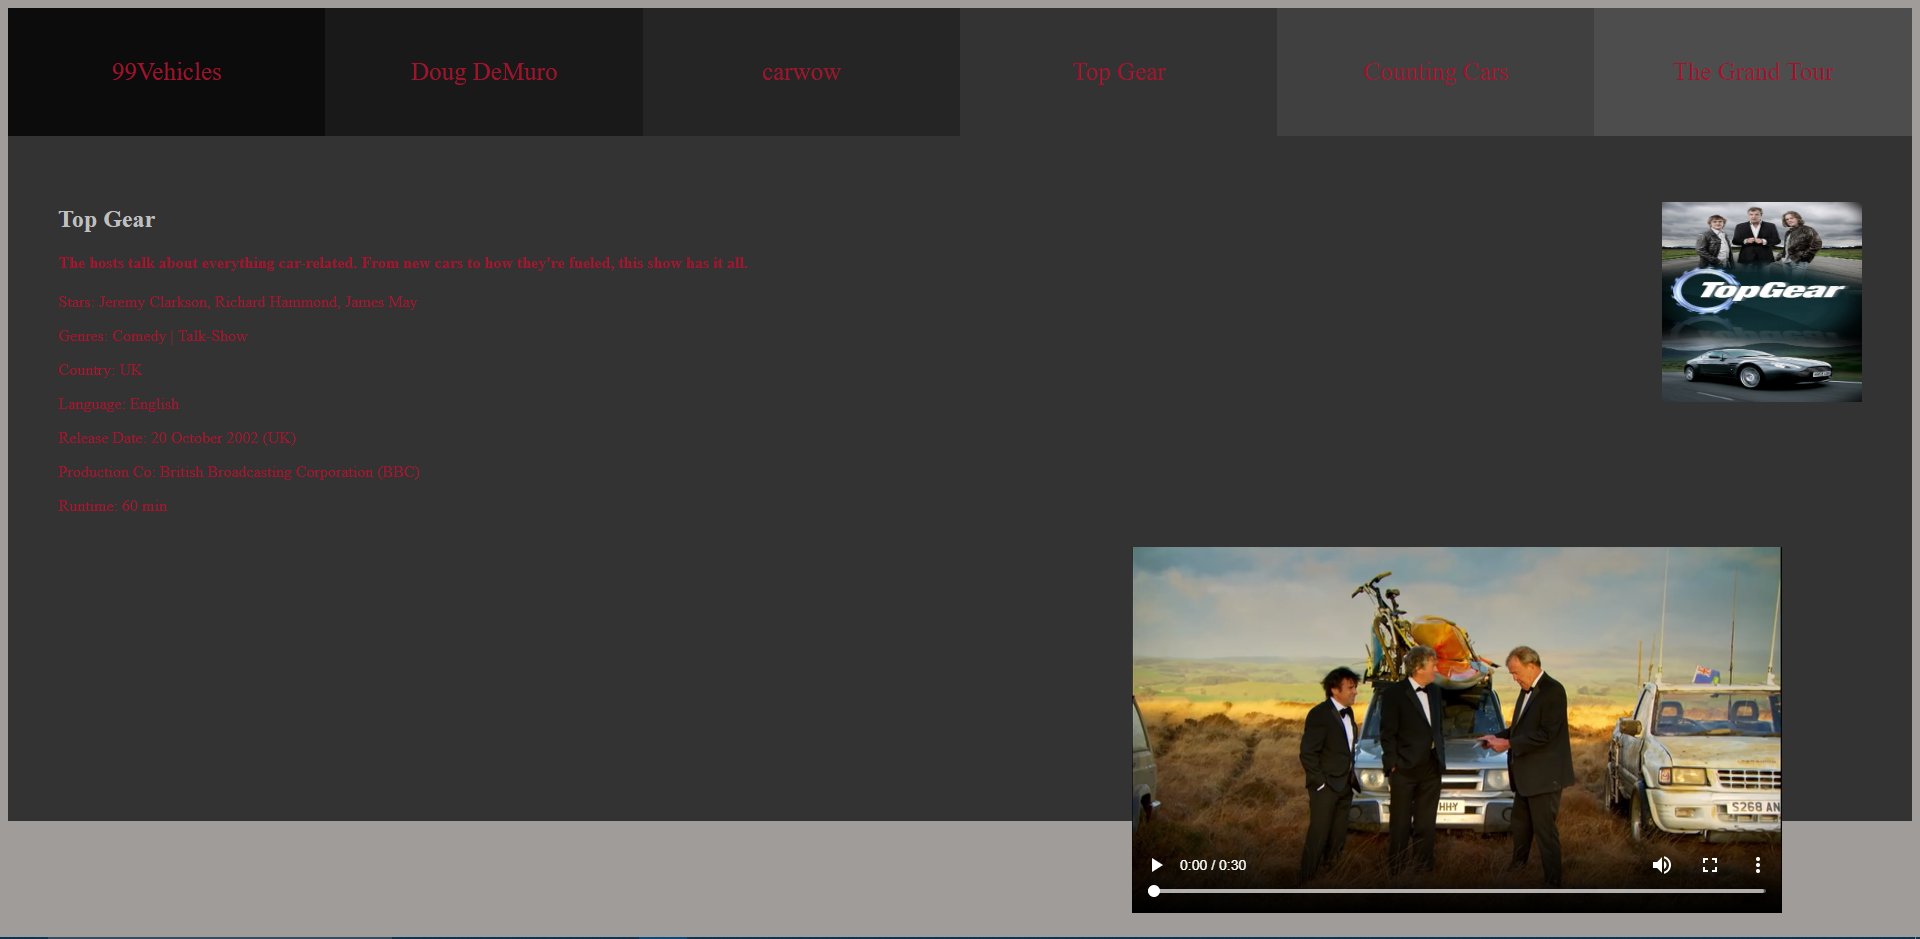 99Vehicles
Doug DeMuro
carwow
Top Gear
Counting Cars
The Grand Tour
Top Gear
The hosts talk about everything car-related. From new cars to how they're fueled, this show has it all.
Stars: Jeremy Clarkson, Richard Hammond, James May
Genres: Comedy | Talk-Show
Country: UK
Language: English
Release Date: 20 October 2002 (UK)
Production Co: British Broadcasting Corporation (BBC)
Runtime: 60 min
TopGear
HHY
S268 AN
0:00 / 0:30